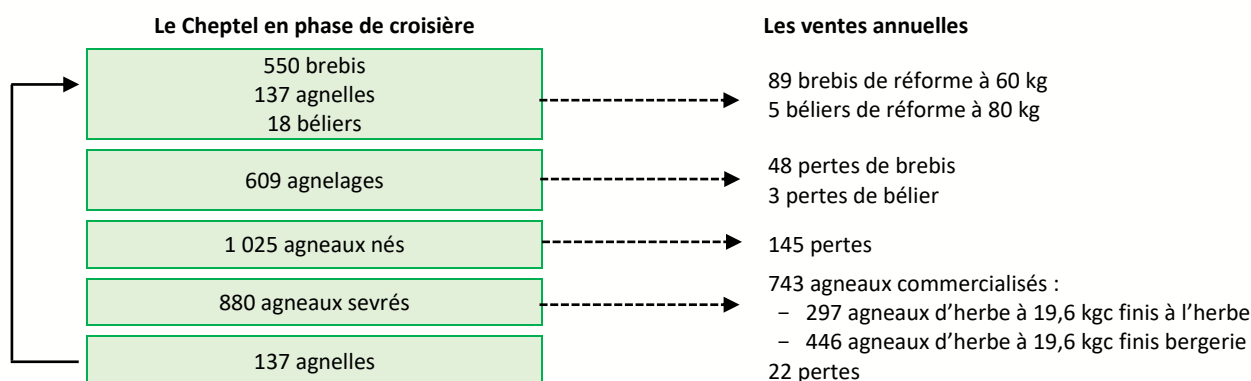 Le Cheptel en phase de croisière
Les ventes annuelles
550 brebis
137 agnelles
18 béliers
89 brebis de réforme à 60 kg
5 béliers de réforme à 80 kg
609 agnelages
48 pertes de brebis
3 pertes de bélier
1 025 agneaux nés
145 pertes
880 agneaux sevrés
743 agneaux commercialisés :
− 297 agneaux d’herbe à 19,6 kgc finis à l’herbe
− 446 agneaux d’herbe à 19,6 kgc finis bergerie
137 agnelles
22 pertes